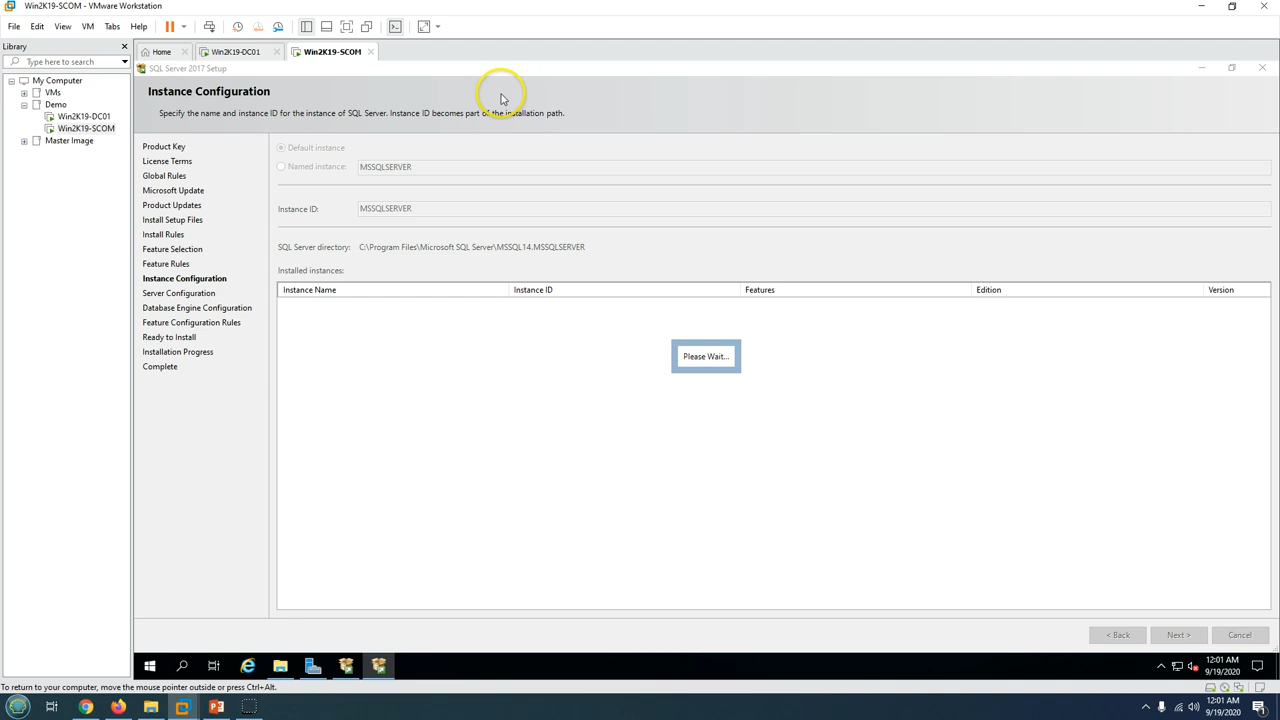 Win2K19-SCOM - VMware Workstation
File Edit View VM Tabs Help
Library
Type here to search
My Computer
VMs
Demo
Win2K19-DC01
Win2K19-SCOM
Master Image
Home Win2K19-DC01 Win2K19-SCOM
SQL Server 2017 Setup
Instance Configuration
Specify the name and instance ID for the instance of SQL Server. Instance ID becomes part of the installation path.
Product Key
License Terms
Global Rules
Microsoft Update
Product Updates
Install Setup Files
Install Rules
Feature Selection
Feature Rules
Instance Configuration
Server Configuration
Database Engine Configuration
Feature Configuration Rules
Ready to Install
Installation Progress
Complete
Default instance
Named instance: MSSQLSERVER
Instance ID: MSSQLSERVER
SQL Server directory: C:\Program Files\Microsoft SQL Server\MSSQL14.MSSQLSERVER
Installed instances:
Instance Name Instance ID Features Edition Version
Please Wait...
< Back Next > Cancel
12:01 AM
9/19/2020
To return to your computer, move the mouse pointer outside or press Ctrl+Alt.
12:01 AM
9/19/2020